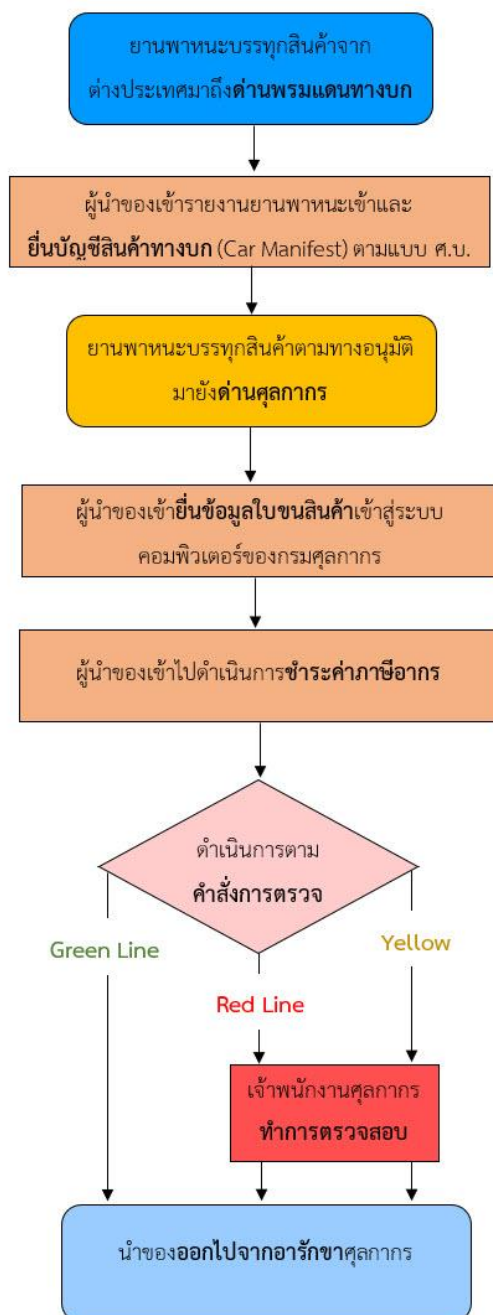 ยานพาหนะบรรทุกสินค้าจาก
ต่างประเทศมาถึงด่านพรมแดนทางบก
ผู้นำของเข้ารายงานยานพาหนะเข้าและ
ยื่นบัญชีสินค้าทางบก (Car Manifest) ตามแบบ ศ.บ.
ยานพาหนะบรรทุกสินค้าตามทางอนุมัติ
มายังด่านศุลกากร
ผู้นำของเข้ายื่นข้อมูลใบขนสินค้าเข้าสู่ระบบ
คอมพิวเตอร์ของกรมศุลกากร
ผู้นำของเข้าไปดำเนินการชำระค่าภาษีอากร
ดำเนินการตาม
คำสั่งการตรวจ
Green Line
Yellow
Red Line
เจ้าพนักงานศุลกากร
ทำการตรวจสอบ
นำของออกไปจากอารักขาศุลกากร